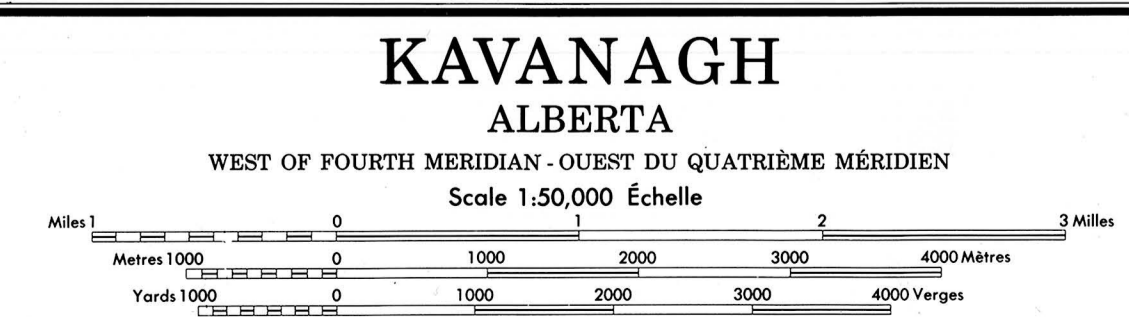 KAVANAGH
ALBERTA
WEST OF FOURTH MERIDIAN - OUEST DU QUATRIÈME MÉRIDIEN
Scale 1:50,000 Échelle
Miles 1 0 1 2 3 Milles
Metres 1000 0 1000 2000 3000 4000 Mètres
Yards 1000 0 1000 2000 3000 4000 Verges